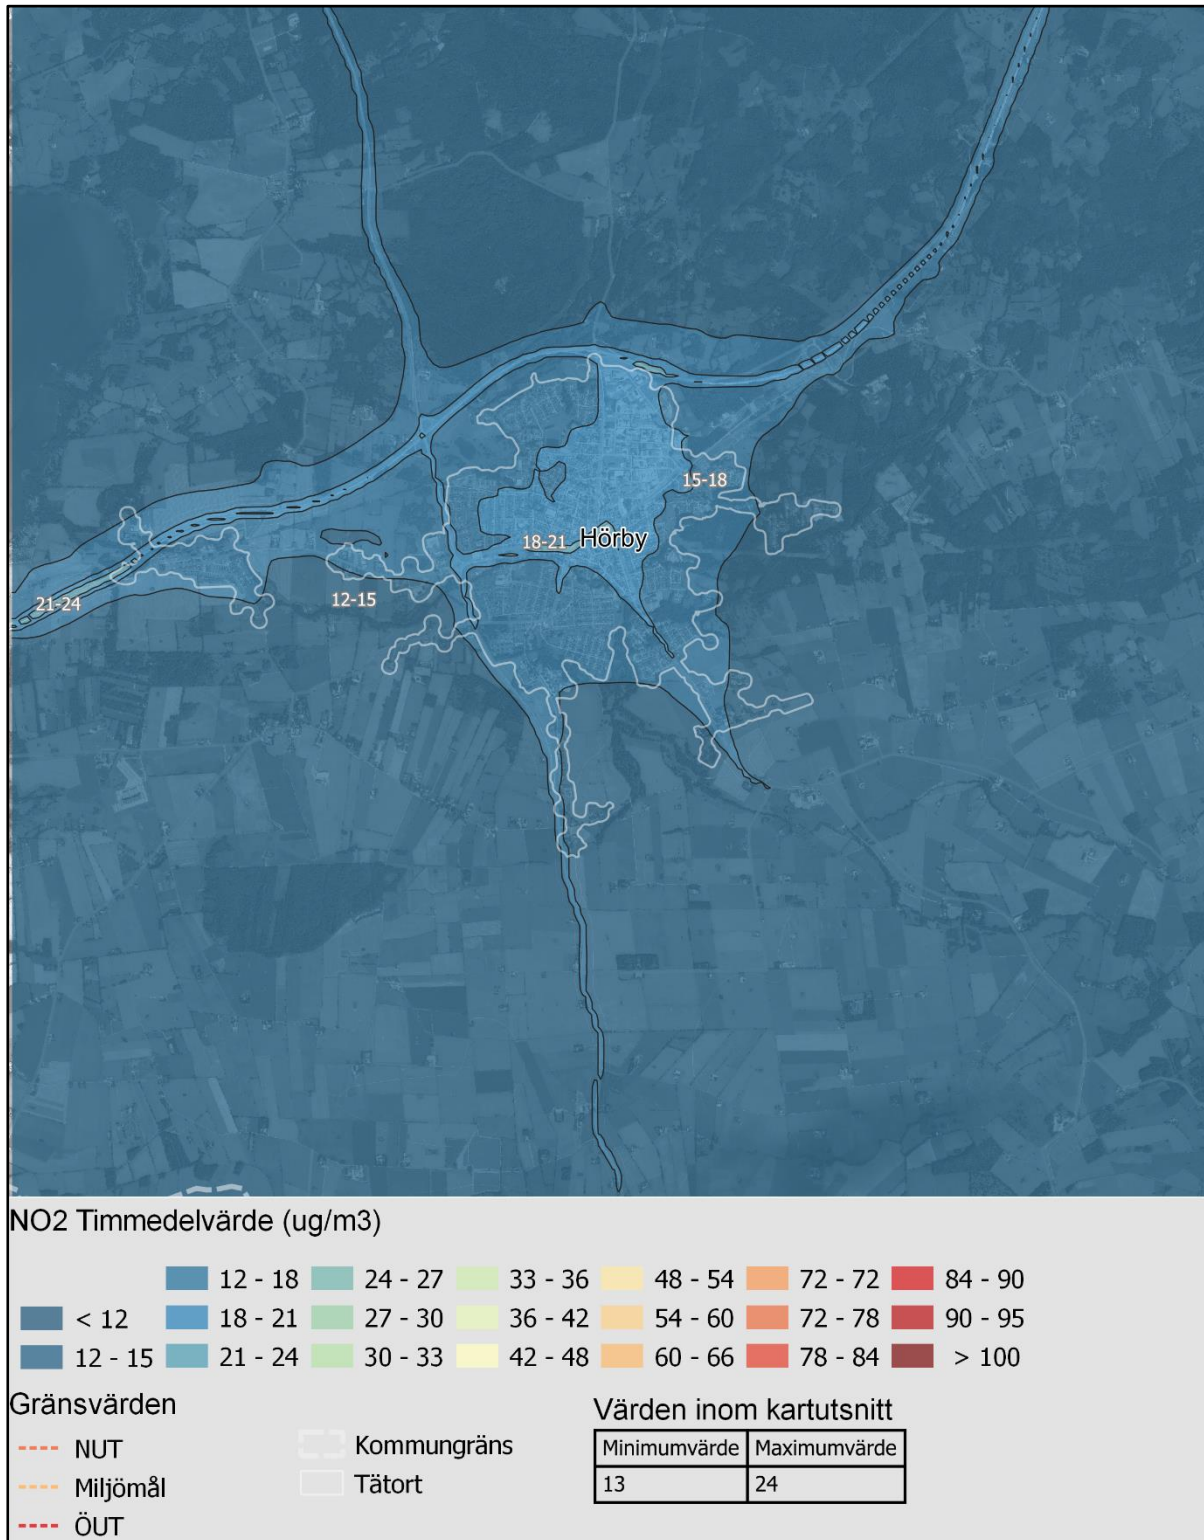 15-18
18-21 Hörby
21-24
12-15
NO2 Timmedelvärde (ug/m3)
12 - 18 24 - 27 33 - 36 48 - 54 72 - 72 84 - 90
< 12 18 - 21 27 - 30 36 - 42 54 - 60 72 - 78 90 - 95
12 - 15 21 - 24 30 - 33 42 - 48 60 - 66 78 - 84 > 100
Gränsvärden
NUT
Miljömål
ÖUT
Kommungräns
Tätort
Värden inom kartutsnitt
Minimumvärde Maximumvärde
13 24